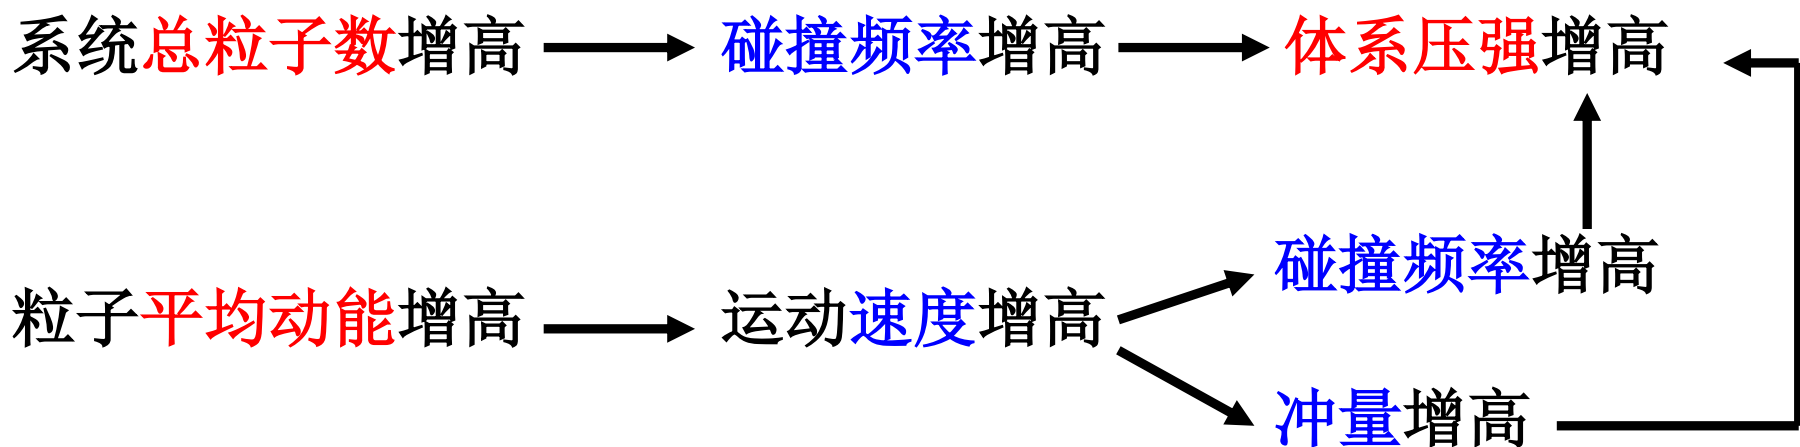 系统总粒子数增高 碰撞频率增高 体系压强增高
碰撞频率增高
粒子平均动能增高 运动速度增高
冲量增高